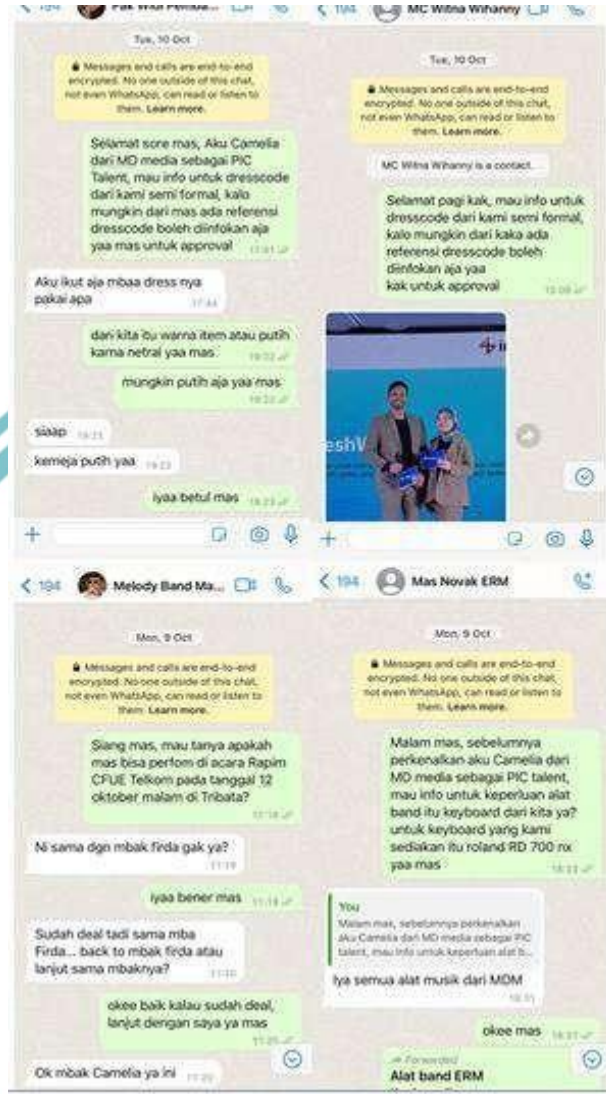 Tue, 10 Oct
Messages and calls are end-to-end
encrypted. No one outside of this chat,
not even WhatsApp, can read or listen to
them. Learn more.
Selamat sore mas, Aku Camelia
dari MD media sebagai PIC
Talent, mau info untuk dresscode
dari kami semi formal, kalo
mungkin dari mas ada referensi
dresscode boleh diinfokan aja
yaa mas untuk approval
Aku ikut aja mbaa dress nya
pakai apa
dari kita itu warna item atau putih
karna netral yaa mas
mungkin putih aja yaa mas
siaap
kemeja putih yaa
iyaa betul mas
194 MC Witna Wihanny
Tue, 10 Oct
Messages and calls are end-to-end
encrypted. No one outside of this chat,
not even WhatsApp, can read or listen to
them. Learn more.
MC Witna Wihanny is a contact.
Selamat pagi kak, mau info untuk
dresscode dari kami semi formal,
kalo mungkin dari kaka ada
referensi dresscode boleh
diinfokan aja yaa
kak untuk approval
194 Melody Band Ma...
Mon, 9 Oct
Messages and calls are end-to-end
encrypted. No one outside of this chat,
not even WhatsApp, can read or listen to
them. Learn more.
Siang mas, mau tanya apakah
mas bisa perfom di acara Rapim
CFUE Telkom pada tanggal 12
oktober malam di Tribata?
Ni sama dgn mbak firda gak ya?
iyaa bener mas
Sudah deal tadi sama mba
Firda... back to mbak firda atau
lanjut sama mbaknya?
okee baik kalau sudah deal,
lanjut dengan saya ya mas
Ok mbak Camelia ya ini
194 Mas Novak ERM
Mon, 9 Oct
Messages and calls are end-to-end
encrypted. No one outside of this chat,
not even WhatsApp, can read or listen to
them. Learn more.
Malam mas, sebelumnya
perkenalkan aku Camelia dari
MD media sebagai PIC talent,
mau info untuk keperluan alat
band itu keyboard dari kita ya?
untuk keyboard yang kami
sediakan itu roland RD 700 nx
yaa mas
You
Malam mas, sebelumnya perkenalkan
aku Camelia dari MD media sebagai PIC
talent, mau info untuk keperluan alat b...
Iya semua alat musik dari MDM
okee mas
Forwarded
Alat band ERM